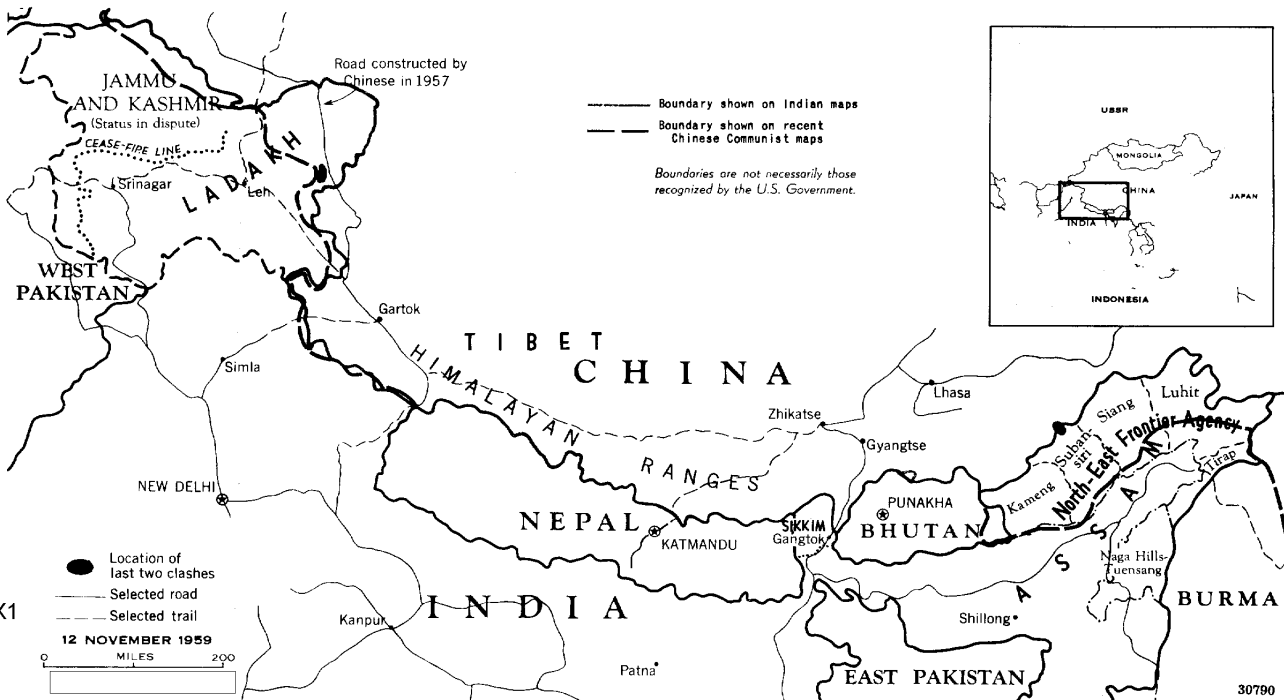 Road constructed by
Chinese in 1957
JAMMU
AND KASHMIR
(Status in dispute)
CEASE-FIRE LINE
Srinagar
LADAKH
Leh
WEST
PAKISTAN
Boundary shown on Indian maps
Boundary shown on recent
Chinese Communist maps
Boundaries are not necessarily those
recognized by the U.S. Government.
USSR
MONGOLIA
CHINA
JAPAN
INDIA
INDONESIA
Gartok
Simla
TIBET
CHINA
HIMALAYAN
RANGES
Lhasa
Zhikatse
Gyangtse
Luhit
Siang
Suban-
siri
Kameng
North-East Frontier Agency
Tirap
NEW DELHI
NEPAL
KATMANDU
SIKKIM
Gangtok
PUNAKHA
BHUTAN
ASSAM
Naga Hills-
Tuensang
BURMA
INDIA
Kanpur
Patna
Shillong
EAST PAKISTAN
Location of
last two clashes
Selected road
Selected trail
X1
12 NOVEMBER 1959
MILES
0 200
30790